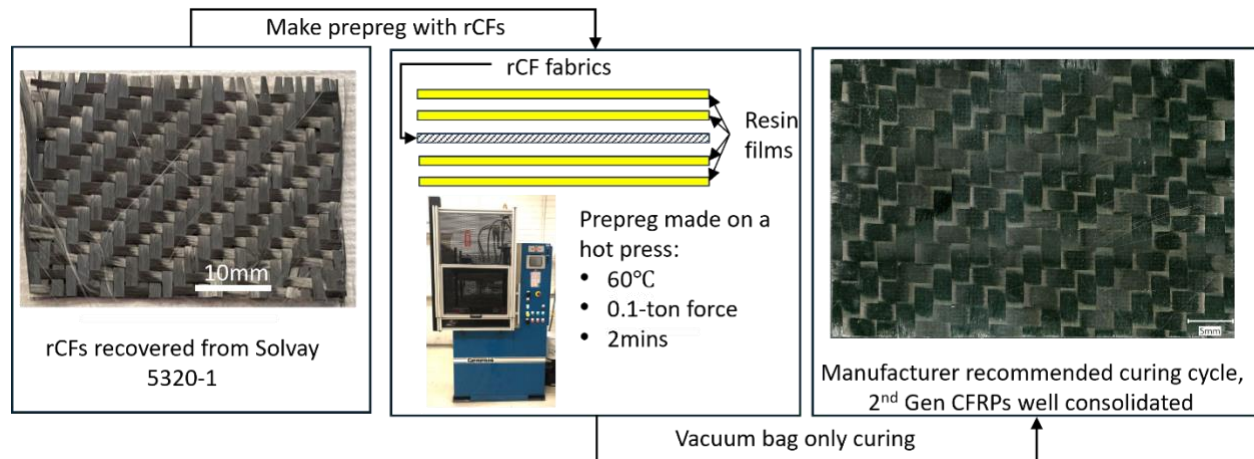 Make prepreg with rCFs
10mm
rCFs recovered from Solvay
5320-1
rCF fabrics
Resin
films
Prepreg made on a
hot press:
• 60℃
• 0.1-ton force
• 2mins
5mm
Manufacturer recommended curing cycle,
2nd Gen CFRPs well consolidated
Vacuum bag only curing